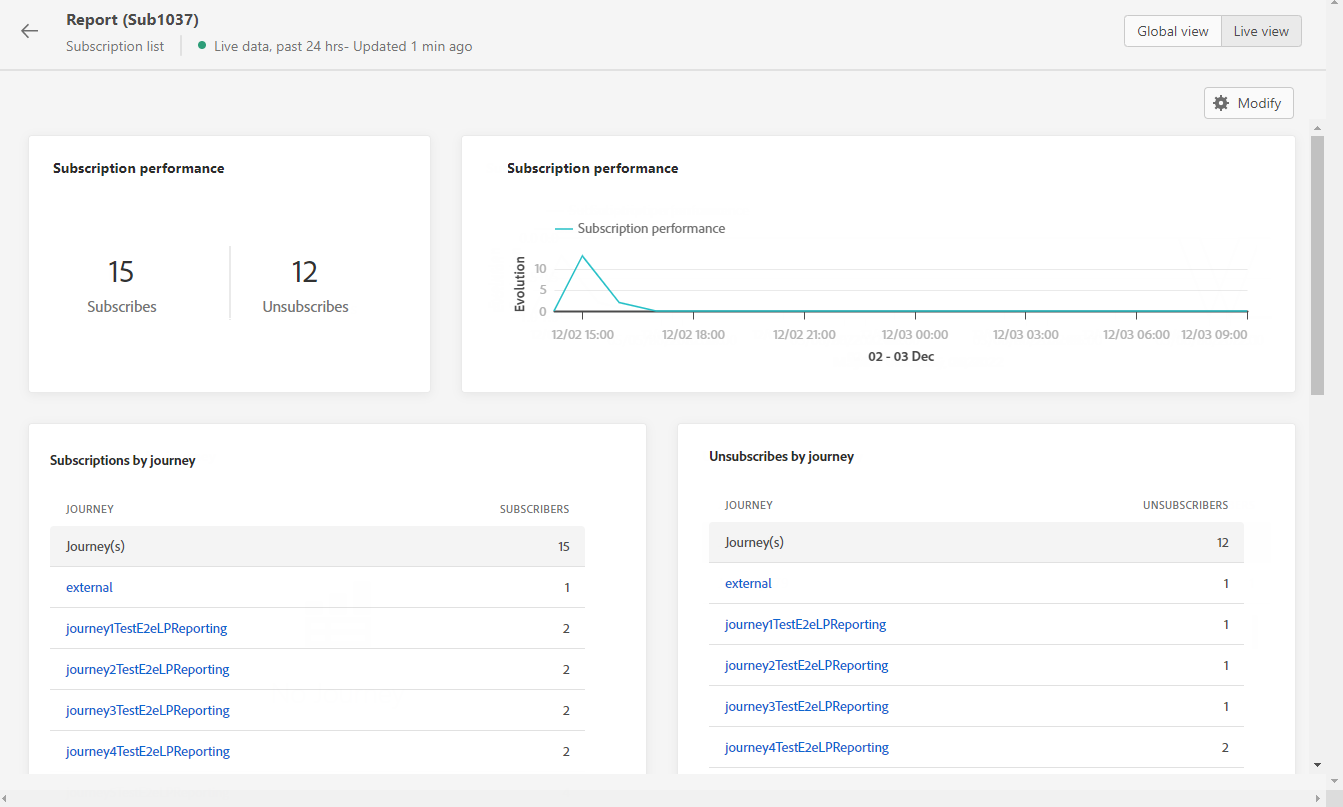 Report (Sub1037)
Subscription list
Live data, past 24 hrs- Updated 1 min ago
Global view
Live view
Modify
Subscription performance
15
Subscribes
12
Unsubscribes
Subscription performance
Subscription performance
Evolution
10
5
0
12/02 15:00
12/02 18:00
12/02 21:00
12/03 00:00
12/03 03:00
12/03 06:00
12/03 09:00
02 - 03 Dec
Subscriptions by journey
JOURNEY SUBSCRIBERS
Journey(s) 15
external 1
journey1TestE2eLPReporting 2
journey2TestE2eLPReporting 2
journey3TestE2eLPReporting 2
journey4TestE2eLPReporting 2
Unsubscribes by journey
JOURNEY UNSUBSCRIBERS
Journey(s) 12
external 1
journey1TestE2eLPReporting 1
journey2TestE2eLPReporting 1
journey3TestE2eLPReporting 1
journey4TestE2eLPReporting 2